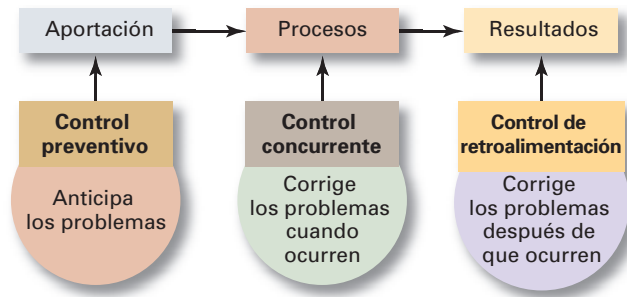 Aportación
Procesos
Resultados
Control
preventivo
Anticipa
los problemas
Control
concurrente
Corrige
los problemas
cuando
ocurren
Control de
retroalimentación
Corrige
los problemas
después de
que ocurren